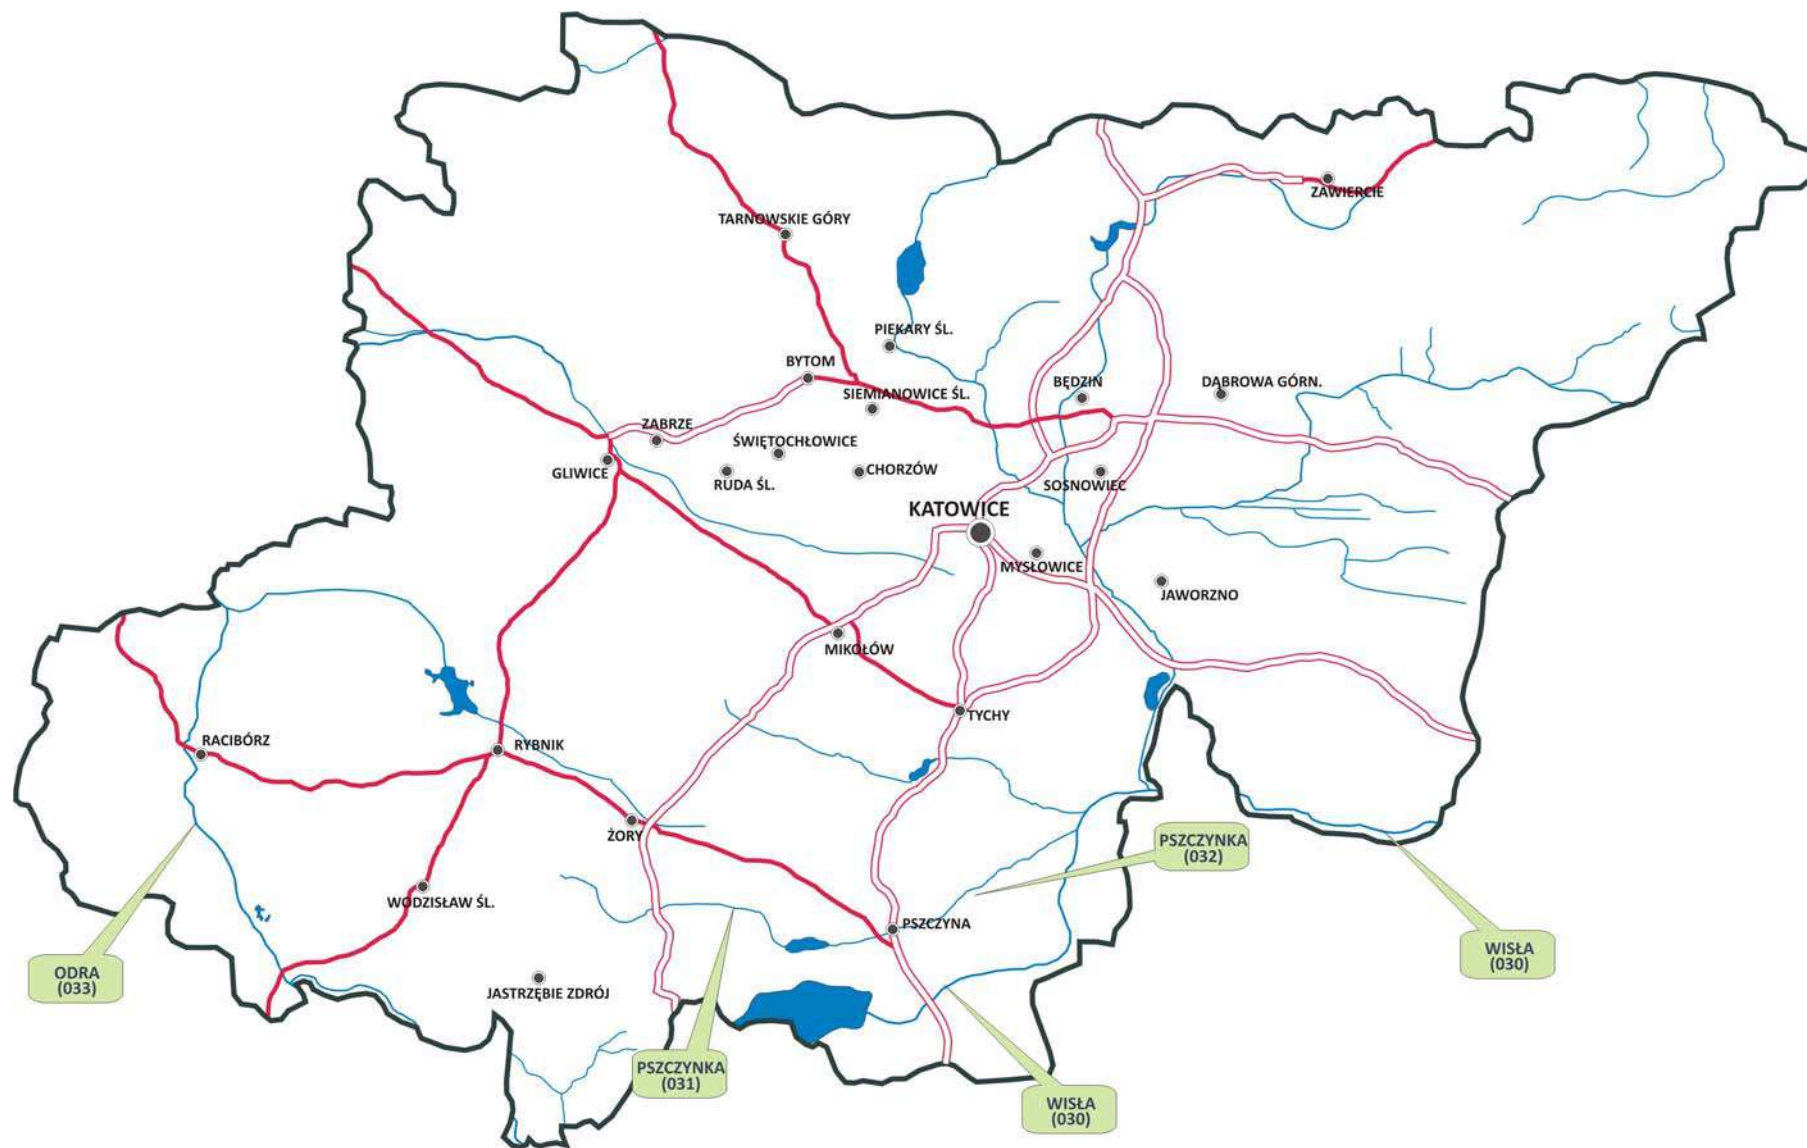 ZAWIERCIE
TARNOWSKIE GÓRY
PIEKARY ŚL.
BYTOM
SIEMIANOWICE ŚL.
BĘDZIN
DĄBROWA GÓRN.
ZABRZE
ŚWIĘTOCHŁOWICE
GLIWICE
RUDA ŚL.
CHORZÓW
SOSNOWIEC
KATOWICE
MYSŁOWICE
JAWORZNO
MIKOŁÓW
TYCHY
RACIBÓRZ
RYBNIK
ŻORY
PSZCZYNKA
(032)
WODZISŁAW ŚL.
PSZCZYNA
WISŁA
(030)
ODRA
(033)
JASTRZĘBIE ZDRÓJ
PSZCZYNKA
(031)
WISŁA
(030)